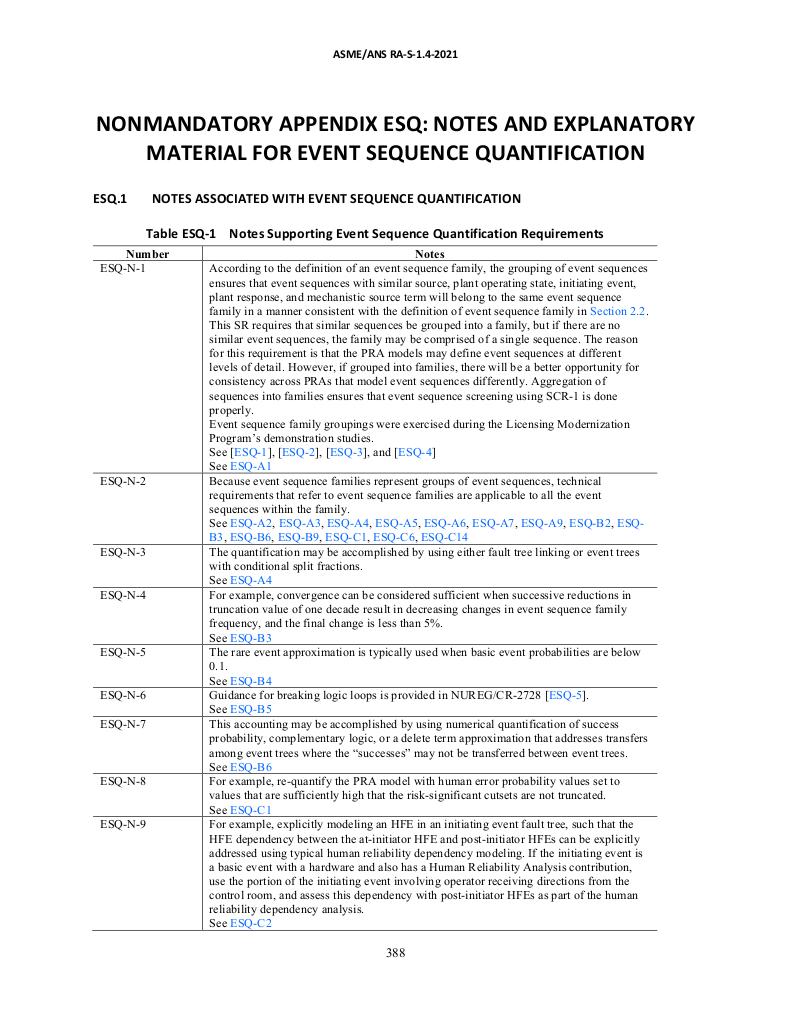 ASME/ANS RA-S-1.4-2021
NONMANDATORY APPENDIX ESQ: NOTES AND EXPLANATORY
MATERIAL FOR EVENT SEQUENCE QUANTIFICATION
ESQ.1 NOTES ASSOCIATED WITH EVENT SEQUENCE QUANTIFICATION
Table ESQ-1 Notes Supporting Event Sequence Quantification Requirements
Number Notes
ESQ-N-1 According to the definition of an event sequence family, the grouping of event sequences
ensures that event sequences with similar source, plant operating state, initiating event,
plant response, and mechanistic source term will belong to the same event sequence
family in a manner consistent with the definition of event sequence family in Section 2.2.
This SR requires that similar sequences be grouped into a family, but if there are no
similar event sequences, the family may be comprised of a single sequence. The reason
for this requirement is that the PRA models may define event sequences at different
levels of detail. However, if grouped into families, there will be a better opportunity for
consistency across PRAs that model event sequences differently. Aggregation of
sequences into families ensures that event sequence screening using SCR-1 is done
properly.
Event sequence family groupings were exercised during the Licensing Modernization
Program's demonstration studies.
See [ESQ-1], [ESQ-2], [ESQ-3], and [ESQ-4]
See ESQ-A1
ESQ-N-2 Because event sequence families represent groups of event sequences, technical
requirements that refer to event sequence families are applicable to all the event
sequences within the family.
See ESQ-A2, ESQ-A3, ESQ-A4, ESQ-A5, ESQ-A6, ESQ-A7, ESQ-A9, ESQ-B2, ESQ-
B3, ESQ-B6, ESQ-B9, ESQ-C1, ESQ-C6, ESQ-C14
ESQ-N-3 The quantification may be accomplished by using either fault tree linking or event trees
with conditional split fractions.
See ESQ-A4
ESQ-N-4 For example, convergence can be considered sufficient when successive reductions in
truncation value of one decade result in decreasing changes in event sequence family
frequency, and the final change is less than 5%.
See ESQ-B3
ESQ-N-5 The rare event approximation is typically used when basic event probabilities are below
0.1.
See ESQ-B4
ESQ-N-6 Guidance for breaking logic loops is provided in NUREG/CR-2728 [ESQ-5].
See ESQ-B5
ESQ-N-7 This accounting may be accomplished by using numerical quantification of success
probability, complementary logic, or a delete term approximation that addresses transfers
among event trees where the “successes” may not be transferred between event trees.
See ESQ-B6
ESQ-N-8 For example, re-quantify the PRA model with human error probability values set to
values that are sufficiently high that the risk-significant cutsets are not truncated.
See ESQ-C1
ESQ-N-9 For example, explicitly modeling an HFE in an initiating event fault tree, such that the
HFE dependency between the at-initiator HFE and post-initiator HFEs can be explicitly
addressed using typical human reliability dependency modeling. If the initiating event is
a basic event with a hardware and also has a Human Reliability Analysis contribution,
use the portion of the initiating event involving operator receiving directions from the
control room, and assess this dependency with post-initiator HFEs as part of the human
reliability dependency analysis.
See ESQ-C2
388